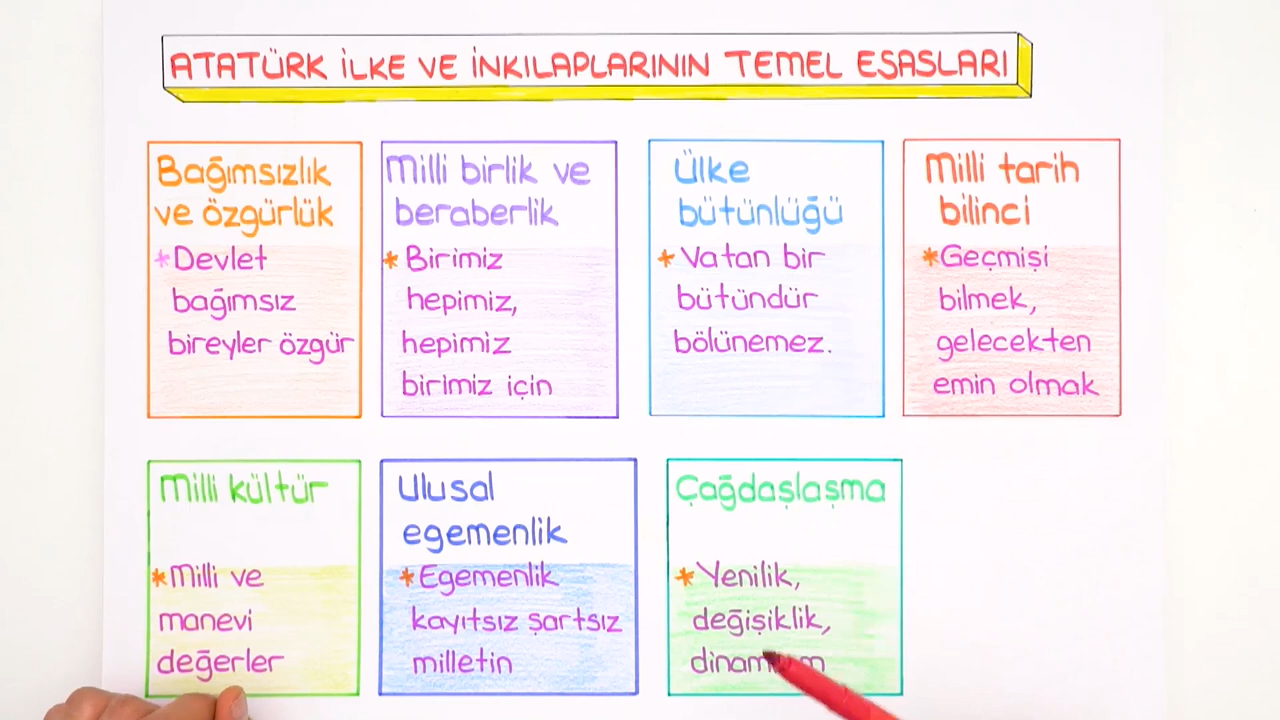 ATATÜRK İLKE VE İNKILAPLARININ TEMEL ESASLARI
Bağımsızlık
ve özgürlük
*Devlet
bağımsız
bireyler özgür
Milli birlik ve
beraberlik
*Birimiz
hepimiz,
hepimiz
birimiz için
Ülke
bütünlüğü
*Vatan bir
bütündür
bölünemez.
Milli tarih
bilinci
*Geçmişi
bilmek,
gelecekten
emin olmak
Milli kültür
*Milli ve
manevi
değerler
Ulusal
egemenlik
*Egemenlik
kayıtsız şartsız
milletin
Çağdaşlaşma
*Yenilik,
değişiklik,